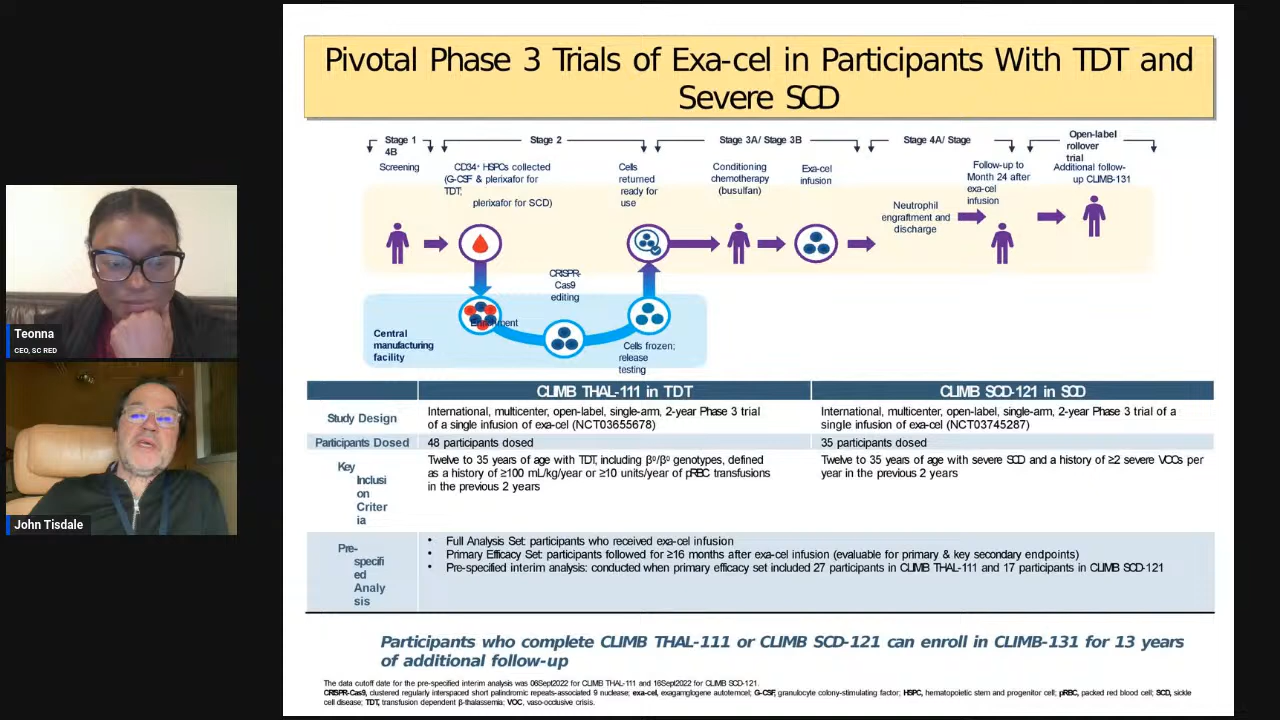 Pivotal Phase 3 Trials of Exa-cel in Participants With TDT and
Severe SCD
Stage 1
4B
Stage 2
Stage 3A/ Stage 3B
Stage 4A/ Stage
Open-label
rollover
trial
Screening
CD34⁺ HSPCs collected
(G-CSF & plerixafor for
TDT;
plerixafor for SCD)
Cells
returned
ready for
use
Conditioning
chemotherapy
(busulfan)
Exa-cel
infusion
Neutrophil
engraftment and
discharge
Follow-up to
Month 24 after
exa-cel
infusion
Additional follow-
up CLIMB-131
CRISPR-
Cas9
editing
Enrichment
Central
manufacturing
facility
Cells frozen;
release
testing
CLIMB THAL-111 in TDT
CLIMB SCD-121 in SCD
Study Design
International, multicenter, open-label, single-arm, 2-year Phase 3 trial
of a single infusion of exa-cel (NCT03655678)
International, multicenter, open-label, single-arm, 2-year Phase 3 trial of a
single infusion of exa-cel (NCT03745287)
Participants Dosed
48 participants dosed
35 participants dosed
Key
Inclusi
on
Criter
ia
Twelve to 35 years of age with TDT, including β⁰/β⁰ genotypes, defined
as a history of ≥100 mL/kg/year or ≥10 units/year of pRBC transfusions
in the previous 2 years
Twelve to 35 years of age with severe SCD and a history of ≥2 severe VOCs per
year in the previous 2 years
Pre-
specifi
ed
Analy
sis
• Full Analysis Set: participants who received exa-cel infusion
• Primary Efficacy Set: participants followed for ≥16 months after exa-cel infusion (evaluable for primary & key secondary endpoints)
• Pre-specified interim analysis: conducted when primary efficacy set included 27 participants in CLIMB THAL-111 and 17 participants in CLIMB SCD-121
Participants who complete CLIMB THAL-111 or CLIMB SCD-121 can enroll in CLIMB-131 for 13 years
of additional follow-up
The data cutoff date for the pre-specified interim analysis was 06Sept2022 for CLIMB THAL-111 and 16Sept2022 for CLIMB SCD-121.
CRISPR-Cas9, clustered regularly interspaced short palindromic repeats-associated 9 nuclease; exa-cel, exagamglogene autotemcel; G-CSF, granulocyte colony-stimulating factor; HSPC, hematopoietic stem and progenitor cell; pRBC, packed red blood cell; SCD, sickle
cell disease; TDT, transfusion dependent β-thalassemia; VOC, vaso-occlusive crisis.
Teonna
CEO, SC RED
John Tisdale